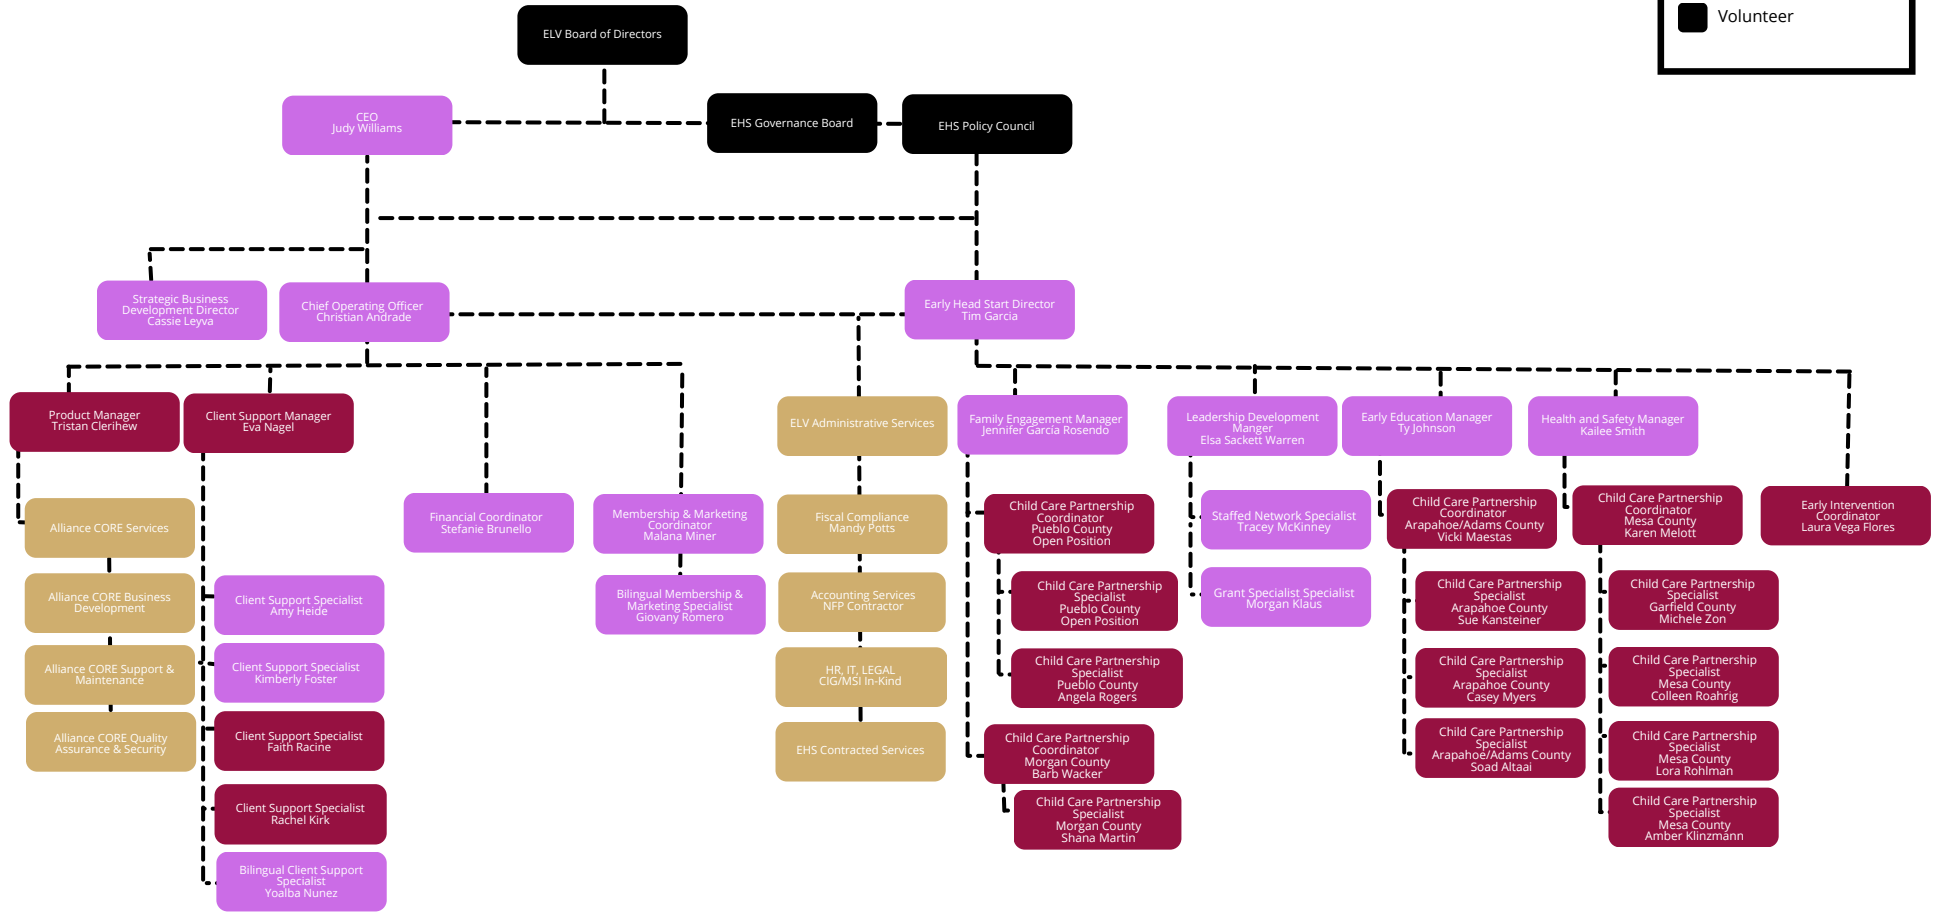 Volunteer
ELV Board of Directors
CEO
Judy Williams
EHS Governance Board
EHS Policy Council
Strategic Business
Development Director
Cassie Leyva
Chief Operating Officer
Christian Andrade
Early Head Start Director
Tim Garcia
Product Manager
Tristan Clerihew
Client Support Manager
Eva Nagel
ELV Administrative Services
Family Engagement Manager
Jennifer García Rosendo
Leadership Development
Manger
Elsa Sackett Warren
Early Education Manager
Ty Johnson
Health and Safety Manager
Kailee Smith
Alliance CORE Services
Alliance CORE Business
Development
Alliance CORE Support &
Maintenance
Alliance CORE Quality
Assurance & Security
Client Support Specialist
Amy Heide
Client Support Specialist
Kimberly Foster
Client Support Specialist
Faith Racine
Client Support Specialist
Rachel Kirk
Bilingual Client Support
Specialist
Yoalba Nunez
Financial Coordinator
Stefanie Brunello
Membership & Marketing
Coordinator
Malana Miner
Bilingual Membership &
Marketing Specialist
Giovany Romero
Fiscal Compliance
Mandy Potts
Accounting Services
NFP Contractor
HR, IT, LEGAL
CIG/MSI In-Kind
EHS Contracted Services
Child Care Partnership
Coordinator
Pueblo County
Open Position
Child Care Partnership
Specialist
Pueblo County
Open Position
Child Care Partnership
Specialist
Pueblo County
Angela Rogers
Child Care Partnership
Coordinator
Morgan County
Barb Wacker
Child Care Partnership
Specialist
Morgan County
Shana Martin
Staffed Network Specialist
Tracey McKinney
Grant Specialist Specialist
Morgan Klaus
Child Care Partnership
Coordinator
Arapahoe/Adams County
Vicki Maestas
Child Care Partnership
Specialist
Arapahoe County
Sue Kansteiner
Child Care Partnership
Specialist
Arapahoe County
Casey Myers
Child Care Partnership
Specialist
Arapahoe/Adams County
Soad Altaai
Child Care Partnership
Coordinator
Mesa County
Karen Melott
Child Care Partnership
Specialist
Garfield County
Michele Zon
Child Care Partnership
Specialist
Mesa County
Colleen Roahrig
Child Care Partnership
Specialist
Mesa County
Lora Rohlman
Child Care Partnership
Specialist
Mesa County
Amber Klinzmann
Early Intervention
Coordinator
Laura Vega Flores